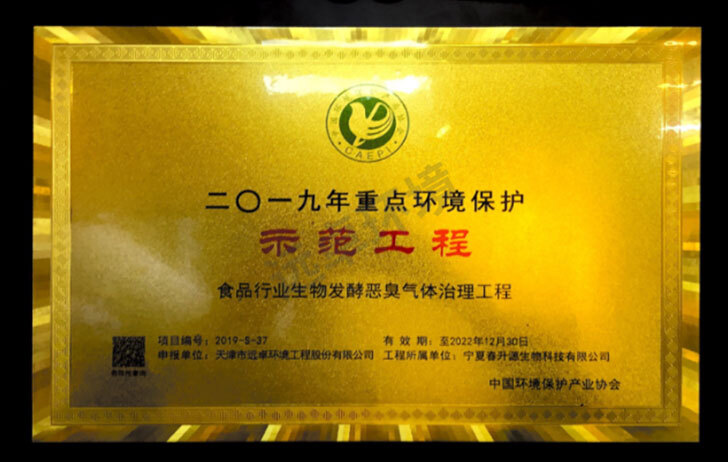 CAEPI
二〇一九年重点环境保护
示范工程
食品行业生物发酵恶臭气体治理工程
项目编号：2019-S-37
有 效 期：至2022年12月30日
申报单位：天津市远卓环境工程股份有限公司
工程所属单位：宁夏春升源生物科技有限公司
中国环境保护产业协会